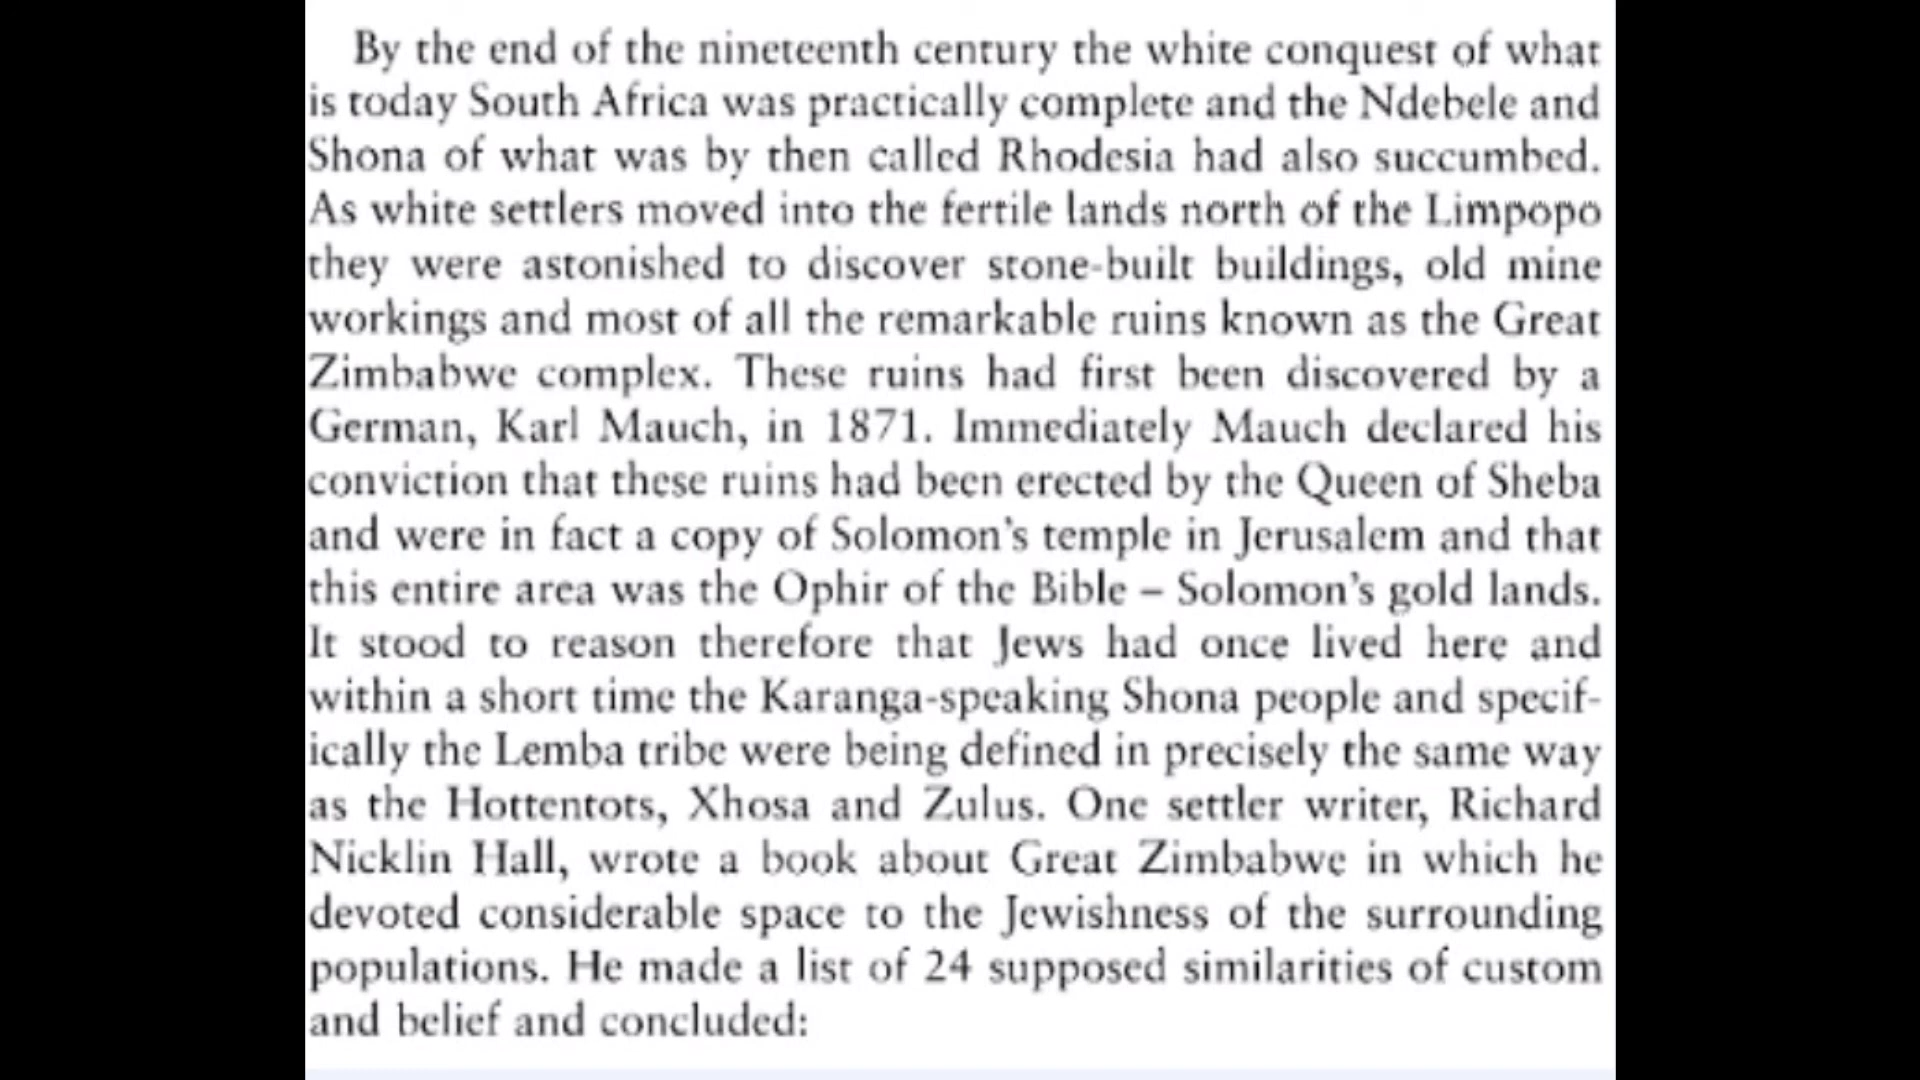 By the end of the nineteenth century the white conquest of what
is today South Africa was practically complete and the Ndebele and
Shona of what was by then called Rhodesia had also succumbed.
As white settlers moved into the fertile lands north of the Limpopo
they were astonished to discover stone-built buildings, old mine
workings and most of all the remarkable ruins known as the Great
Zimbabwe complex. These ruins had first been discovered by a
German, Karl Mauch, in 1871. Immediately Mauch declared his
conviction that these ruins had been erected by the Queen of Sheba
and were in fact a copy of Solomon's temple in Jerusalem and that
this entire area was the Ophir of the Bible – Solomon's gold lands.
It stood to reason therefore that Jews had once lived here and
within a short time the Karanga-speaking Shona people and specif-
ically the Lemba tribe were being defined in precisely the same way
as the Hottentots, Xhosa and Zulus. One settler writer, Richard
Nicklin Hall, wrote a book about Great Zimbabwe in which he
devoted considerable space to the Jewishness of the surrounding
populations. He made a list of 24 supposed similarities of custom
and belief and concluded: